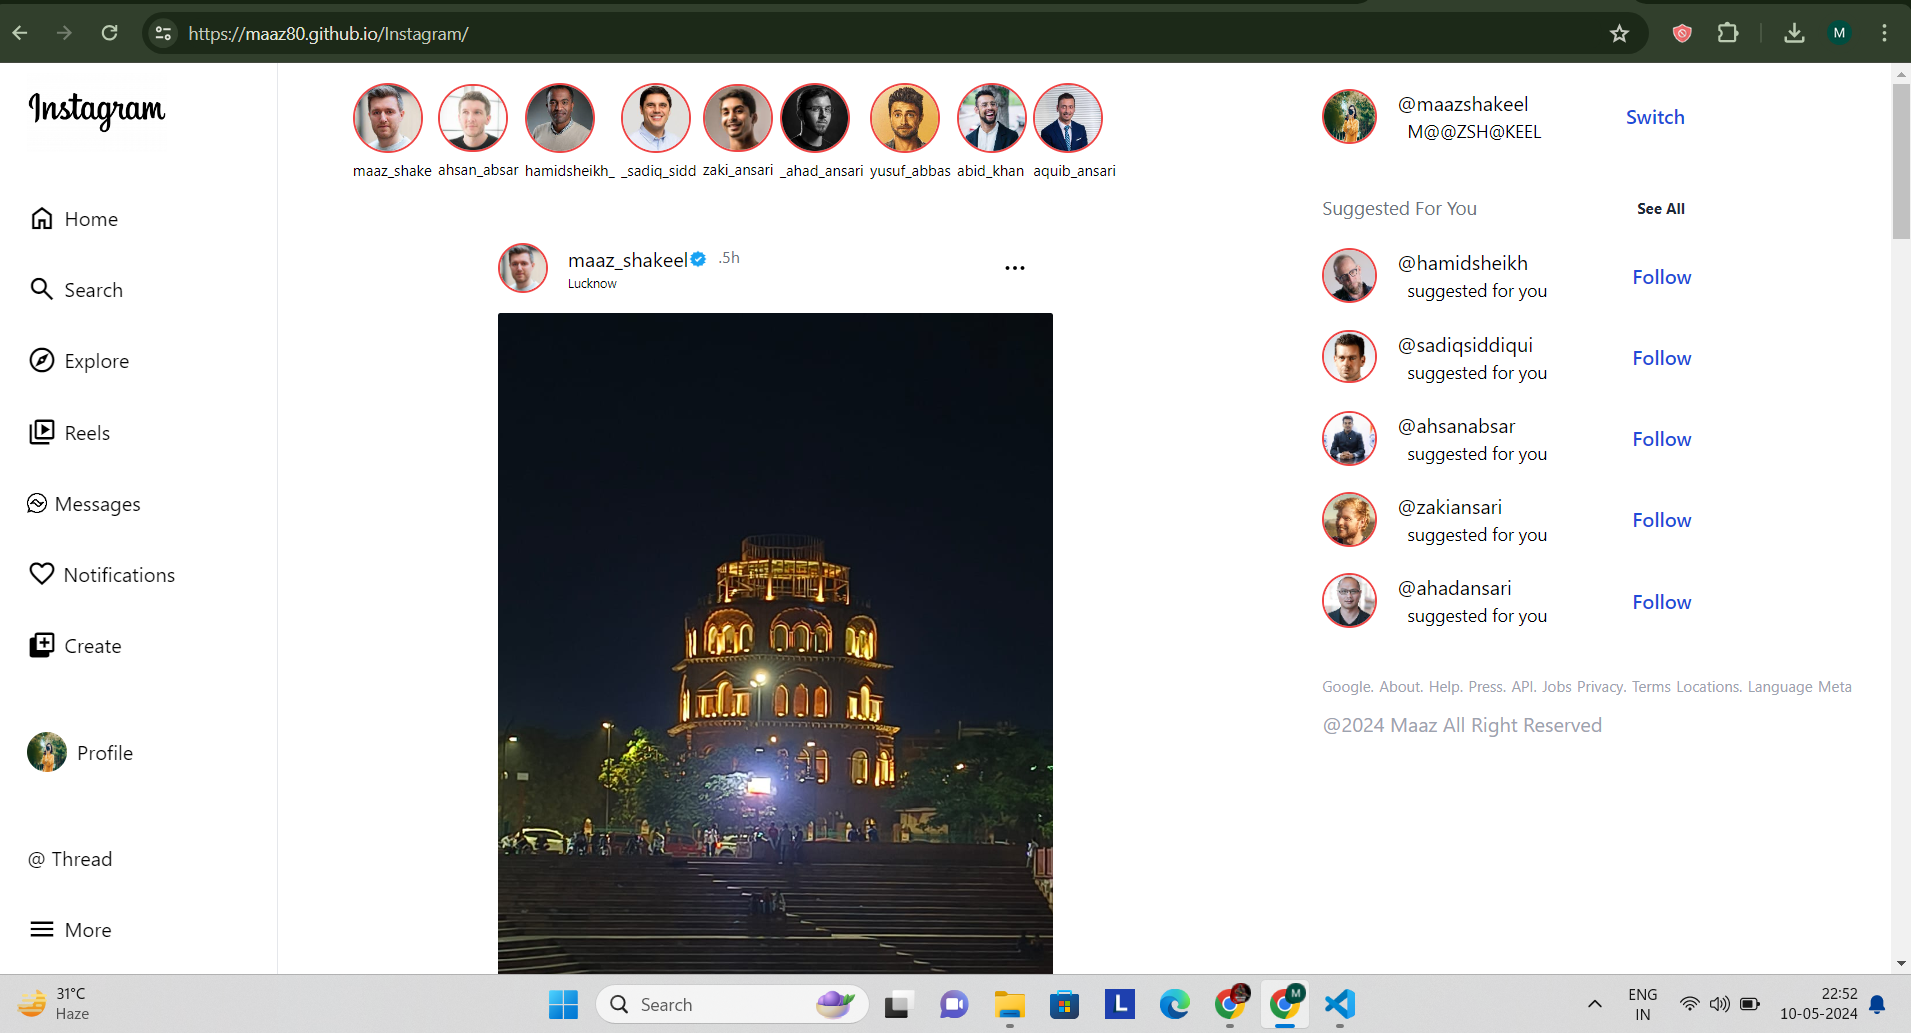 https://maaz80.github.io/Instagram/
M
Instagram
Home
Search
Explore
Reels
Messages
Notifications
Create
Profile
@ Thread
More
maaz_shake ahsan_absar hamidsheikh_ _sadiq_sidd zaki_ansari _ahad_ansari yusuf_abbas abid_khan aquib_ansari
maaz_shakeel .5h
Lucknow
@maazshakeel
M@@ZSH@KEEL
Switch
Suggested For You See All
@hamidsheikh
suggested for you
Follow
@sadiqsiddiqui
suggested for you
Follow
@ahsanabsar
suggested for you
Follow
@zakiansari
suggested for you
Follow
@ahadansari
suggested for you
Follow
Google. About. Help. Press. API. Jobs Privacy. Terms Locations. Language Meta
@2024 Maaz All Right Reserved
31°C
Haze
Search
L
M
ENG
IN
22:52
10-05-2024